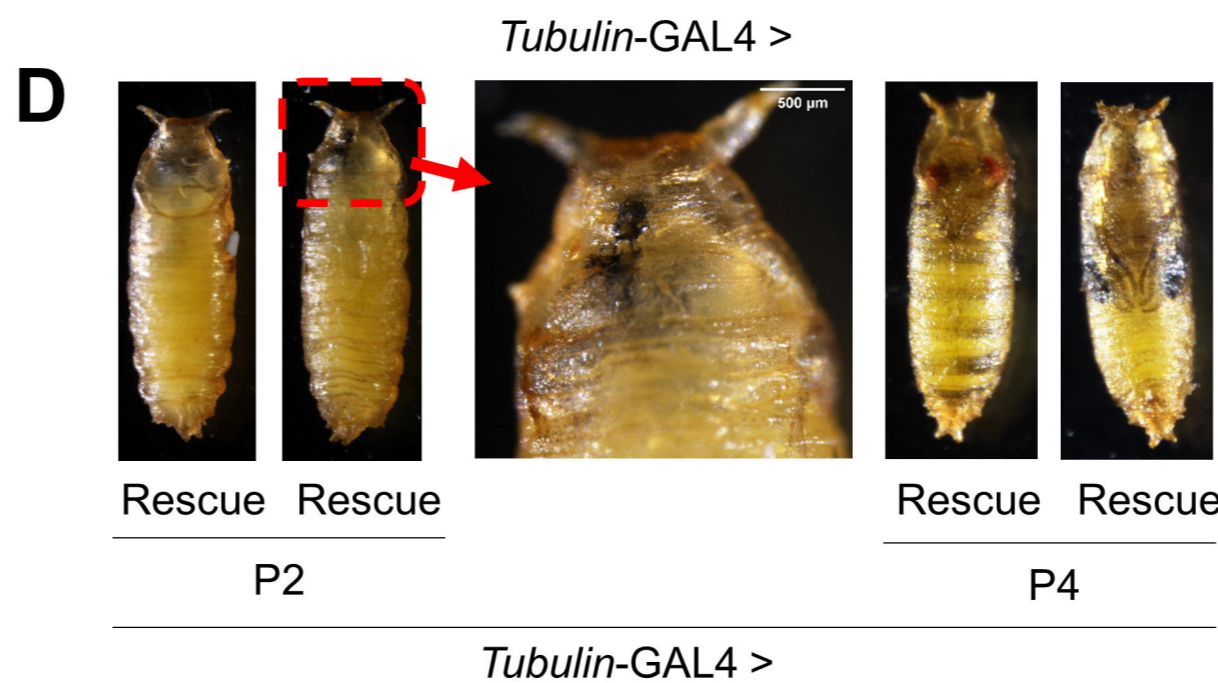 Tubulin-GAL4 >
D
500 µm
Rescue Rescue Rescue Rescue
P2 P4
Tubulin-GAL4 >